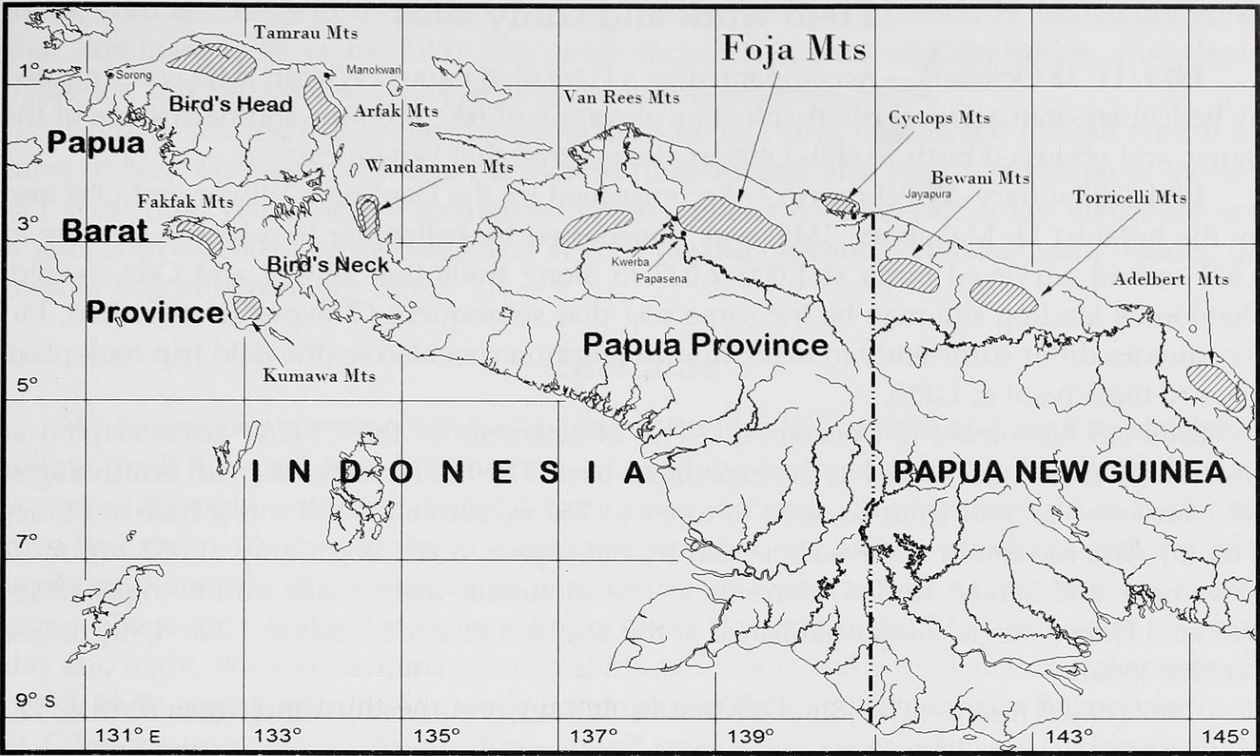 Tamrau Mts
Foja Mts
1°
Sorong
Manokwari
Bird's Head
Arfak Mts
Van Rees Mts
Cyclops Mts
Papua
Wandammen Mts
Bewani Mts
Jayapura
Torricelli Mts
Fakfak Mts
3°
Barat
Bird's Neck
Kwerba
Papasena
Adelbert Mts
Province
Papua Province
Kumawa Mts
5°
INDONESIA
PAPUA NEW GUINEA
7°
9° S
131° E
133°
135°
137°
139°
143°
145°